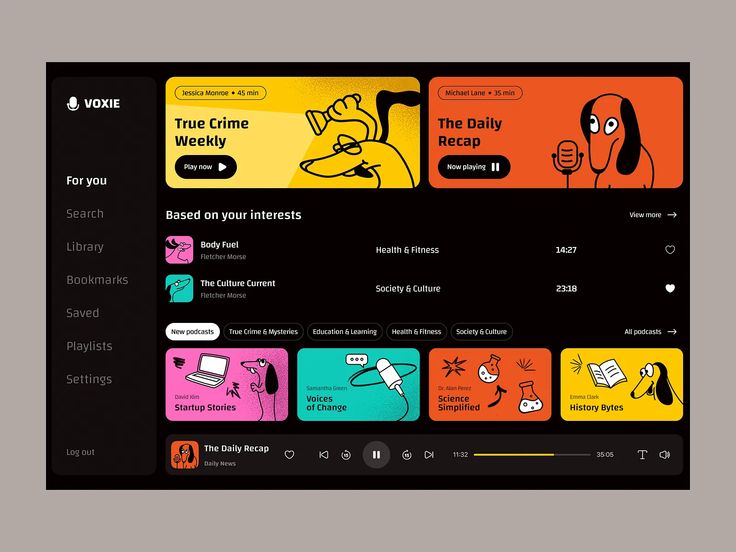 VOXIE
For you
Search
Library
Bookmarks
Saved
Playlists
Settings
Log out
Jessica Monroe • 45 min
True Crime
Weekly
Play now
Michael Lane • 35 min
The Daily
Recap
Now playing
Based on your interests
View more
Body Fuel
Fletcher Morse
Health & Fitness
14:27
The Culture Current
Fletcher Morse
Society & Culture
23:18
New podcasts
True Crime & Mysteries
Education & Learning
Health & Fitness
Society & Culture
All podcasts
David Kim
Startup Stories
Samantha Green
Voices
of Change
Dr. Alan Perez
Science
Simplified
Emma Clark
History Bytes
The Daily Recap
Daily News
15
15
11:32
35:05
T